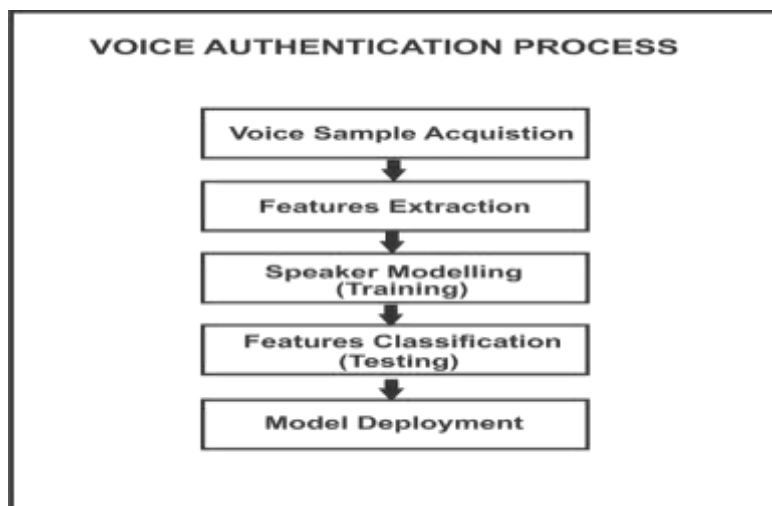 VOICE AUTHENTICATION PROCESS
Voice Sample Acquistion
Features Extraction
Speaker Modelling
(Training)
Features Classification
(Testing)
Model Deployment